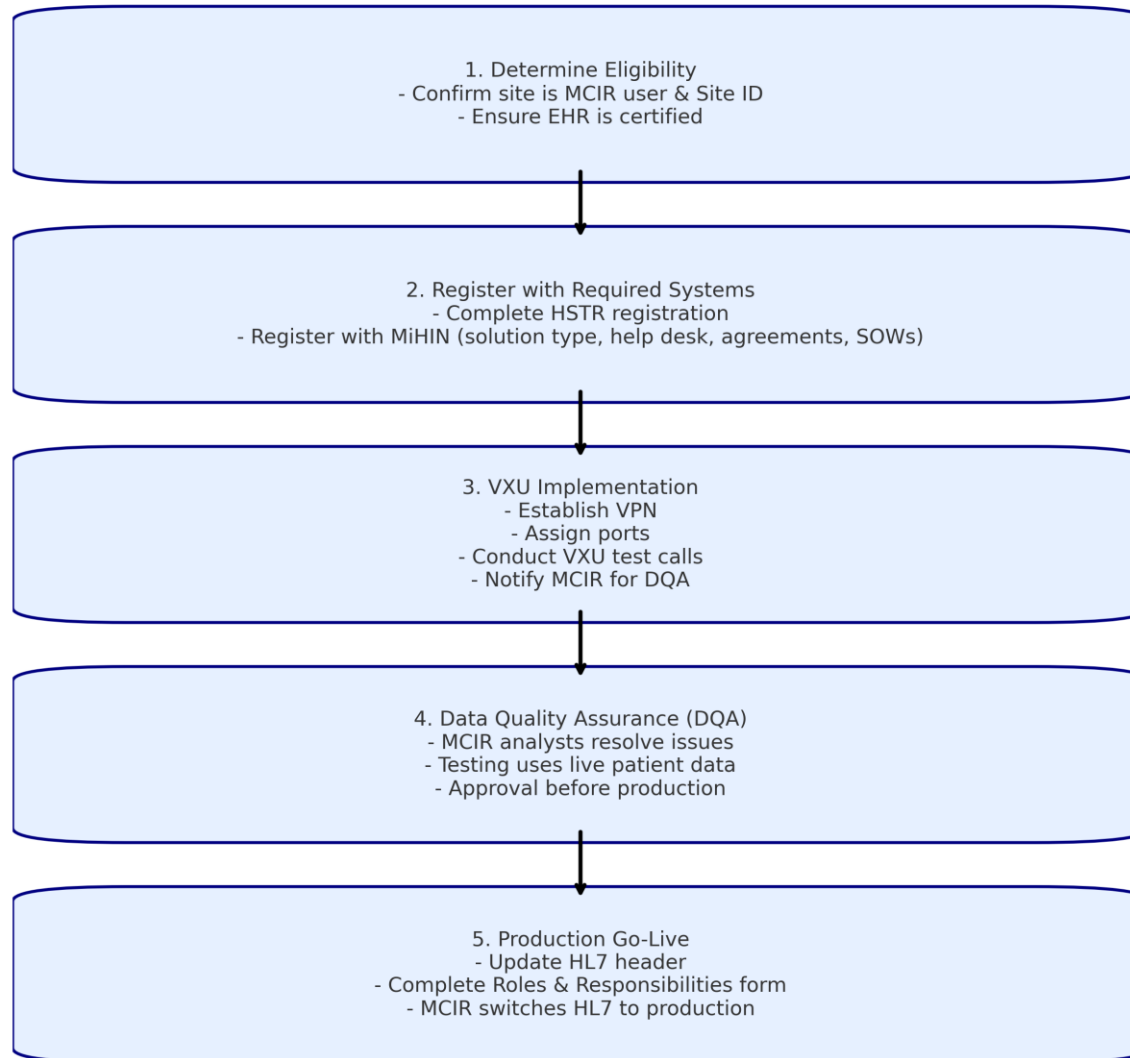 1. Determine Eligibility
- Confirm site is MCIR user & Site ID
- Ensure EHR is certified
2. Register with Required Systems
- Complete HSTR registration
- Register with MiHIN (solution type, help desk, agreements, SOWs)
3. VXU Implementation
- Establish VPN
- Assign ports
- Conduct VXU test calls
- Notify MCIR for DQA
4. Data Quality Assurance (DQA)
- MCIR analysts resolve issues
- Testing uses live patient data
- Approval before production
5. Production Go-Live
- Update HL7 header
- Complete Roles & Responsibilities form
- MCIR switches HL7 to production